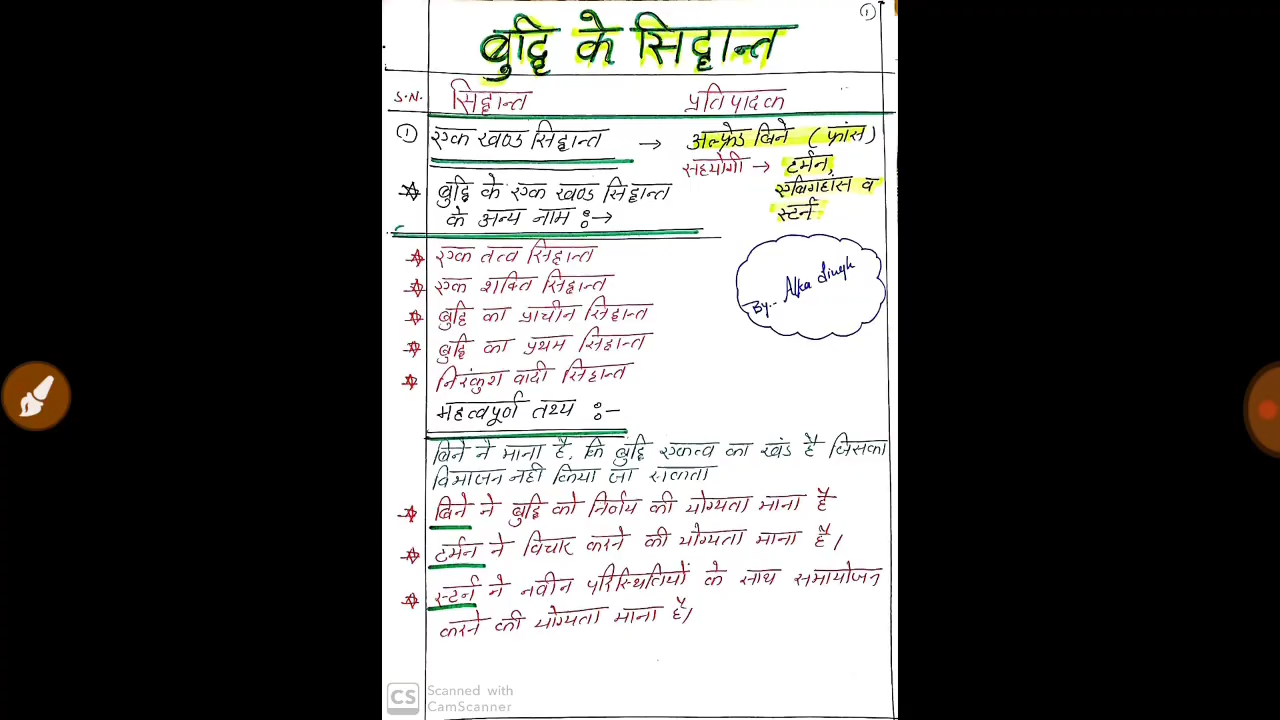 ①
बुद्धि के सिद्धान्त
S.N. सिद्धान्त प्रतिपादक
① एक खण्ड सिद्धान्त → अल्फ्रेड बिने ( फ्रांस)
सहयोगी → टर्मन,
एबिंगहास व
स्टर्न
बुद्धि के एक खण्ड सिद्धान्त
के अन्य नाम :→
एक तत्व सिद्धान्त
एक शक्ति सिद्धान्त
बुद्धि का प्राचीन सिद्धान्त
बुद्धि का प्रथम सिद्धान्त
निरंकुश वादी सिद्धान्त
By:- Alka Singh
महत्वपूर्ण तथ्य :-
बिने ने माना है, कि बुद्धि एकत्व का खंड है जिसका
विभाजन नही किया जा सकता
बिने ने बुद्धि को निर्णय की योग्यता माना है
टर्मन ने विचार करने की योग्यता माना है।
स्टर्न ने नवीन परिस्थितियों के साथ समायोजन
करने की योग्यता माना है।
CS Scanned with
CamScanner